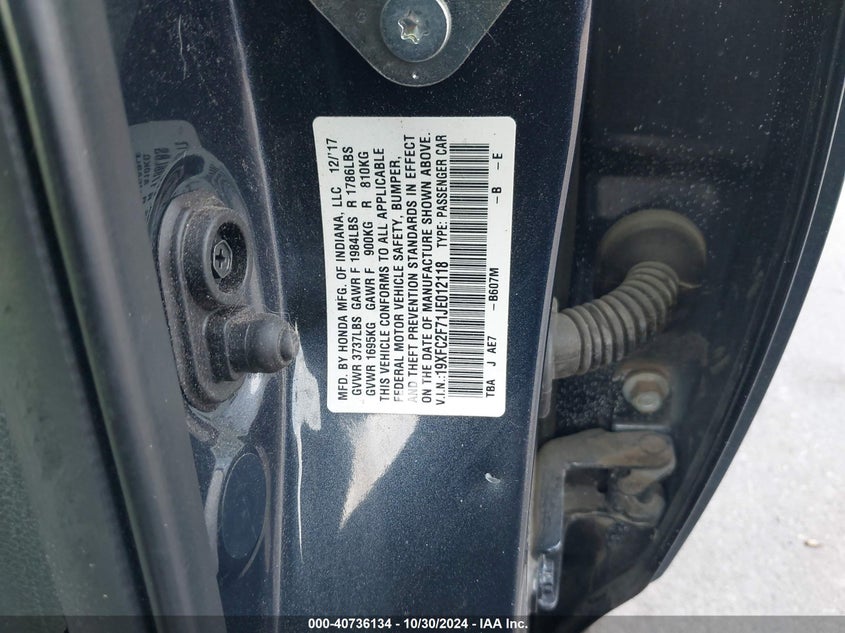 MFD. BY HONDA MFG. OF INDIANA, LLC 12/'17
GVWR 3737LBS GAWR F 1984LBS R 1786LBS
GVWR 1695KG GAWR F 900KG R 810KG
THIS VEHICLE CONFORMS TO ALL APPLICABLE
FEDERAL MOTOR VEHICLE SAFETY, BUMPER,
AND THEFT PREVENTION STANDARDS IN EFFECT
ON THE DATE OF MANUFACTURE SHOWN ABOVE.
V.I.N.:19XFC2F71JE012118 TYPE: PASSENGER CAR
TBA J AE7 -B607M -B -E
000-40736134 - 10/30/2024 - IAA Inc.